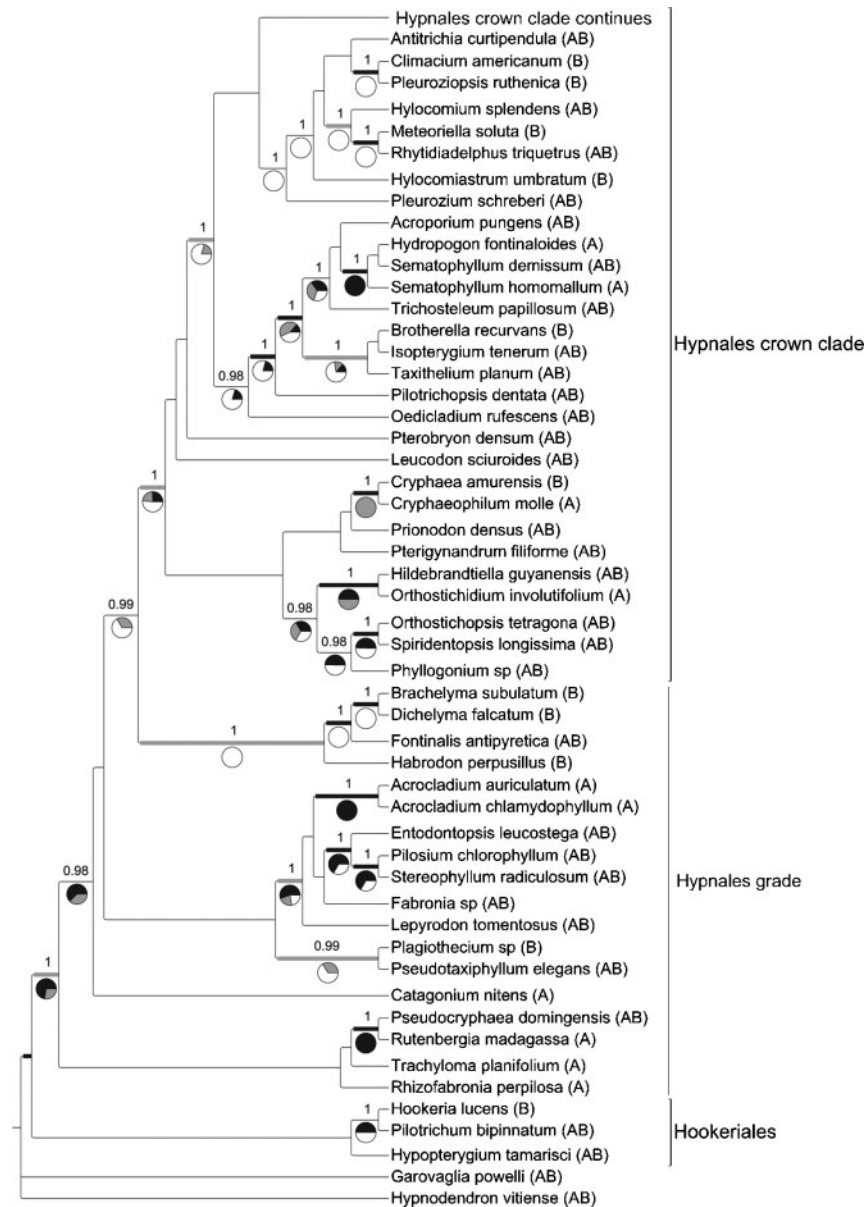 Hypnales crown clade continues
Antitrichia curtipendula (AB)
1
Climacium americanum (B)
Pleuroziopsis ruthenica (B)
Hylocomium splendens (AB)
1
1
Meteoriella soluta (B)
1
Rhytidiadelphus triquetrus (AB)
1
Hylocomiastrum umbratum (B)
Pleurozium schreberi (AB)
Acroporium pungens (AB)
1
Hydropogon fontinaloides (A)
1
Sematophyllum demissum (AB)
1
Sematophyllum homomallum (A)
Trichosteleum papillosum (AB)
1
Brotherella recurvans (B)
Hypnales crown clade
1
Isopterygium tenerum (AB)
1
Taxithelium planum (AB)
0.98
Pilotrichopsis dentata (AB)
Oedicladium rufescens (AB)
Pterobryon densum (AB)
Leucodon sciuroides (AB)
1
1
Cryphaea amurensis (B)
Cryphaeophilum molle (A)
Prionodon densus (AB)
Pterigynandrum filiforme (AB)
1
Hildebrandtiella guyanensis (AB)
Orthostichidium involutifolium (A)
0.99
0.98
1
Orthostichopsis tetragona (AB)
0.98
Spiridentopsis longissima (AB)
Phyllogonium sp (AB)
1
Brachelyma subulatum (B)
1
Dichelyma falcatum (B)
1
Fontinalis antipyretica (AB)
Habrodon perpusillus (B)
1
Acrocladium auriculatum (A)
Acrocladium chlamydophyllum (A)
1
Entodontopsis leucostega (AB)
1
Pilosium chlorophyllum (AB)
0.98
1
Stereophyllum radiculosum (AB)
Hypnales grade
Fabronia sp (AB)
Lepyrodon tomentosus (AB)
0.99
Plagiothecium sp (B)
1
Pseudotaxiphyllum elegans (AB)
Catagonium nitens (A)
1
Pseudocryphaea domingensis (AB)
Rutenbergia madagassa (A)
Trachyloma planifolium (A)
Rhizofabronia perpilosa (A)
1
Hookeria lucens (B)
Pilotrichum bipinnatum (AB)
Hookeriales
Hypopterygium tamarisci (AB)
Garovaglia powelli (AB)
Hypnodendron vitiense (AB)